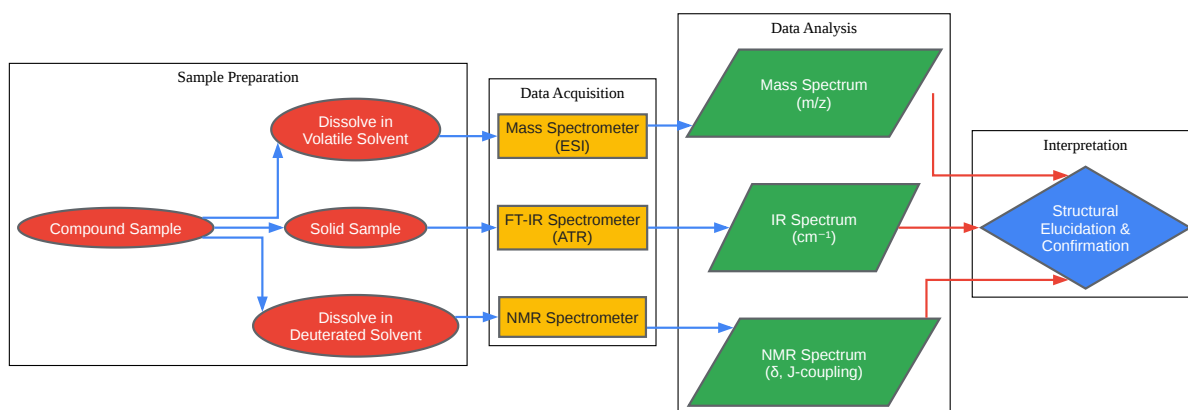 Sample Preparation
Compound Sample
Dissolve in
Volatile Solvent
Solid Sample
Dissolve in
Deuterated Solvent
Data Acquisition
Mass Spectrometer
(ESI)
FT-IR Spectrometer
(ATR)
NMR Spectrometer
Data Analysis
Mass Spectrum
(m/z)
IR Spectrum
(cm⁻¹)
NMR Spectrum
(δ, J-coupling)
Interpretation
Structural
Elucidation &
Confirmation